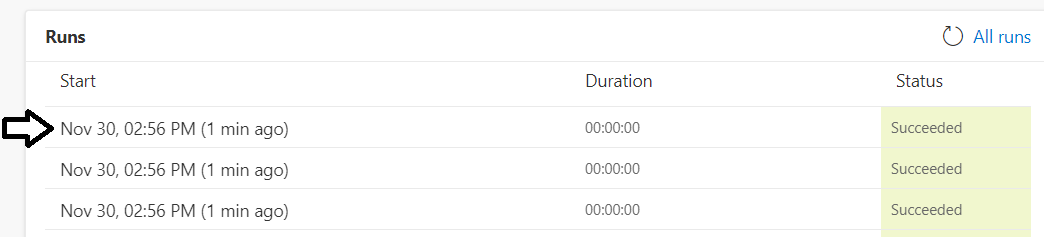 Runs All runs
Start Duration Status
Nov 30, 02:56 PM (1 min ago) 00:00:00 Succeeded
Nov 30, 02:56 PM (1 min ago) 00:00:00 Succeeded
Nov 30, 02:56 PM (1 min ago) 00:00:00 Succeeded